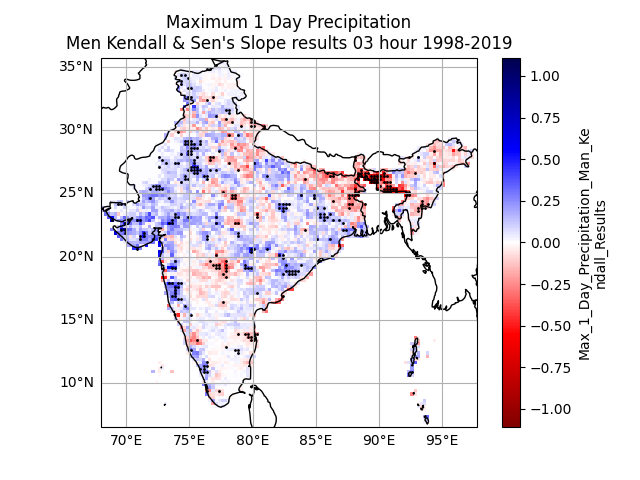 Maximum 1 Day Precipitation
Men Kendall & Sen's Slope results 03 hour 1998-2019
35°N
30°N
25°N
20°N
15°N
10°N
70°E 75°E 80°E 85°E 90°E 95°E
1.00
0.75
0.50
0.25
0.00
−0.25
−0.50
−0.75
−1.00
Max_1_Day_Precipitation_Man_Ke
ndall_Results